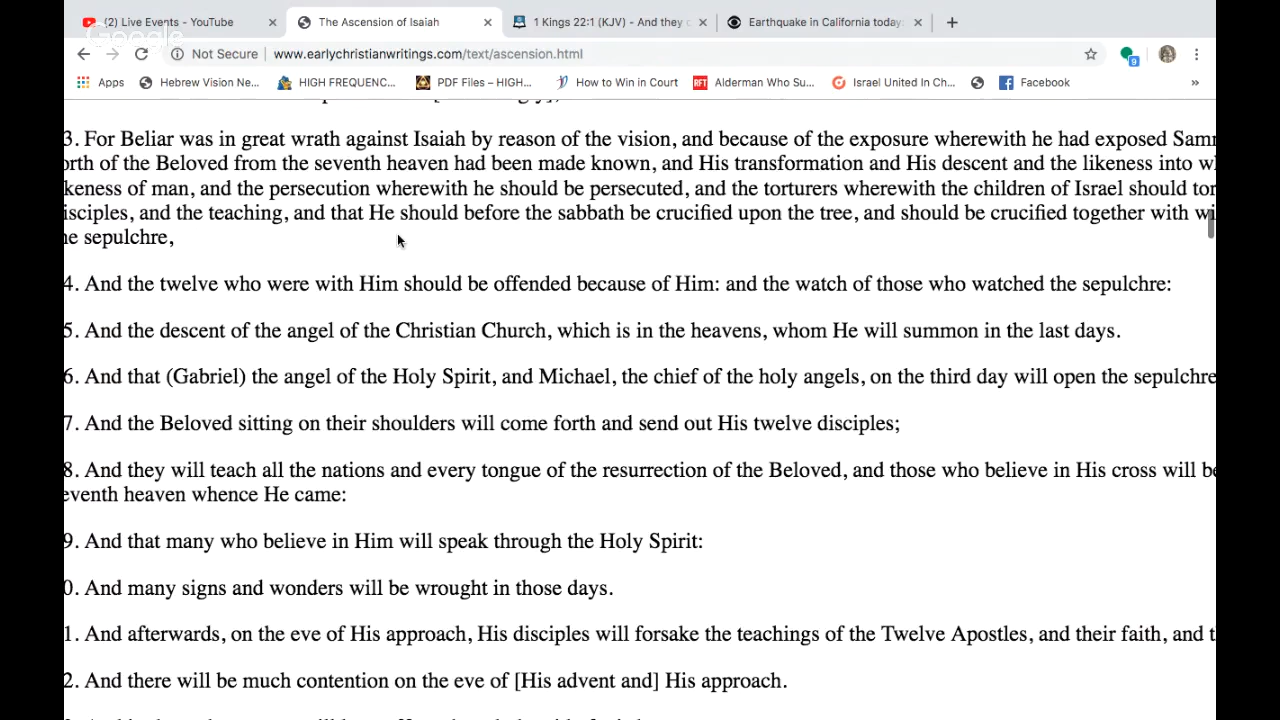 (2) Live Events - YouTube
The Ascension of Isaiah
1 Kings 22:1 (KJV) - And they c
Earthquake in California today:
Google
Not Secure | www.earlychristianwritings.com/text/ascension.html
9
Apps
Hebrew Vision Ne...
HIGH FREQUENC...
PDF Files – HIGH...
How to Win in Court
RFT Alderman Who Su...
Israel United In Ch...
Facebook
»
3. For Beliar was in great wrath against Isaiah by reason of the vision, and because of the exposure wherewith he had exposed Samm
orth of the Beloved from the seventh heaven had been made known, and His transformation and His descent and the likeness into wh
keness of man, and the persecution wherewith he should be persecuted, and the torturers wherewith the children of Israel should tor
isciples, and the teaching, and that He should before the sabbath be crucified upon the tree, and should be crucified together with wi
he sepulchre,
4. And the twelve who were with Him should be offended because of Him: and the watch of those who watched the sepulchre:
5. And the descent of the angel of the Christian Church, which is in the heavens, whom He will summon in the last days.
6. And that (Gabriel) the angel of the Holy Spirit, and Michael, the chief of the holy angels, on the third day will open the sepulchre
7. And the Beloved sitting on their shoulders will come forth and send out His twelve disciples;
8. And they will teach all the nations and every tongue of the resurrection of the Beloved, and those who believe in His cross will be
eventh heaven whence He came:
9. And that many who believe in Him will speak through the Holy Spirit:
0. And many signs and wonders will be wrought in those days.
1. And afterwards, on the eve of His approach, His disciples will forsake the teachings of the Twelve Apostles, and their faith, and t
2. And there will be much contention on the eve of [His advent and] His approach.